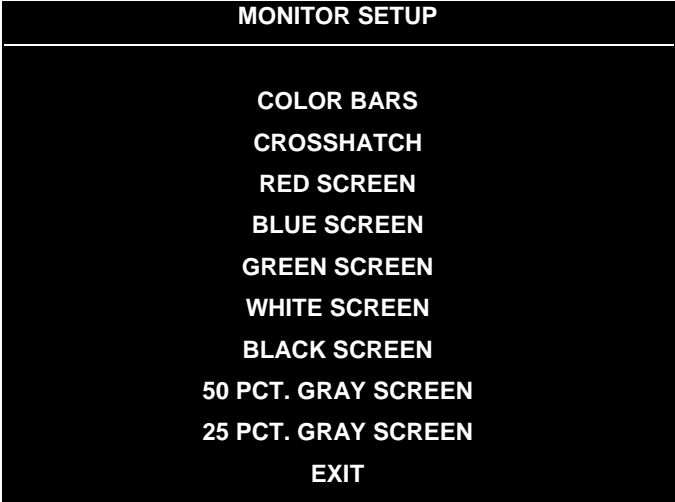 MONITOR SETUP
COLOR BARS
CROSSHATCH
RED SCREEN
BLUE SCREEN
GREEN SCREEN
WHITE SCREEN
BLACK SCREEN
50 PCT. GRAY SCREEN
25 PCT. GRAY SCREEN
EXIT